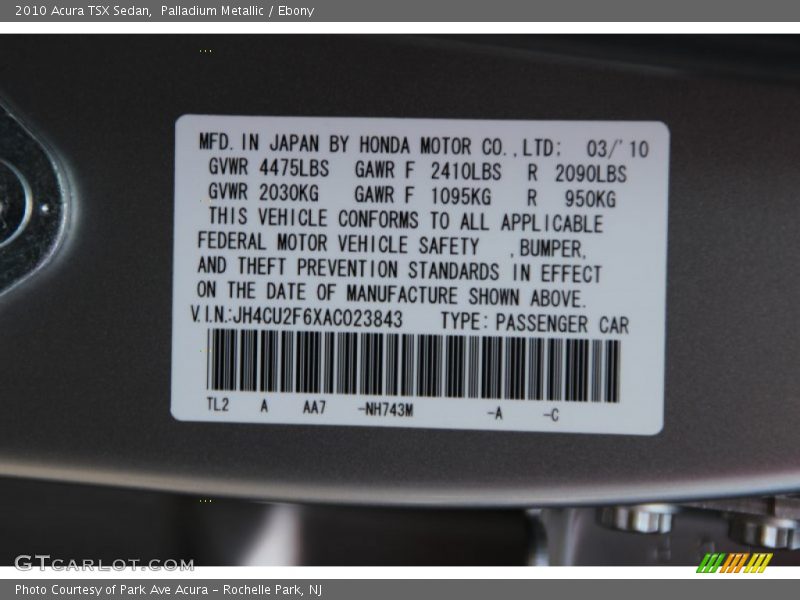 2010 Acura TSX Sedan, Palladium Metallic / Ebony
MFD. IN JAPAN BY HONDA MOTOR CO., LTD: 03/'10
GVWR 4475LBS GAWR F 2410LBS R 2090LBS
GVWR 2030KG GAWR F 1095KG R 950KG
THIS VEHICLE CONFORMS TO ALL APPLICABLE
FEDERAL MOTOR VEHICLE SAFETY ,BUMPER,
AND THEFT PREVENTION STANDARDS IN EFFECT
ON THE DATE OF MANUFACTURE SHOWN ABOVE.
V.I.N.:JH4CU2F6XAC023843 TYPE: PASSENGER CAR
TL2 A AA7 -NH743M -A -C
GTCARLOT.COM
Photo Courtesy of Park Ave Acura - Rochelle Park, NJ